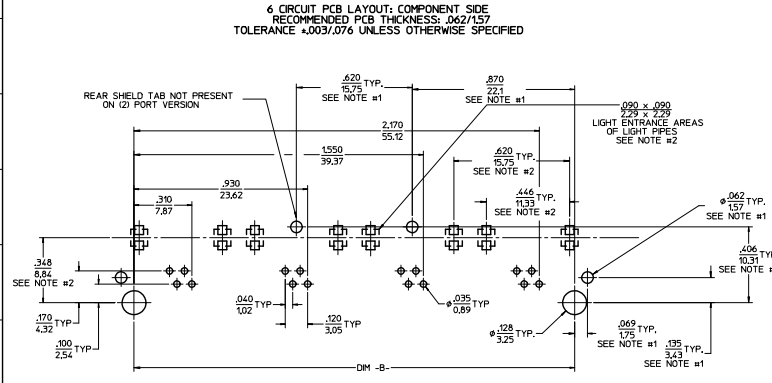 6 CIRCUIT PCB LAYOUT: COMPONENT SIDE
RECOMMENDED PCB THICKNESS: .062/1.57
TOLERANCE ±.003/.076 UNLESS OTHERWISE SPECIFIED
REAR SHIELD TAB NOT PRESENT
ON (2) PORT VERSION
.620 TYP.
15.75
SEE NOTE #1
.870
22.1
SEE NOTE #1
.090 x .090
2.29 x 2.29
LIGHT ENTRANCE AREAS
OF LIGHT PIPES
SEE NOTE #2
2.170
55.12
1.550
39.37
.620 TYP.
15.75
SEE NOTE #2
.930
23.62
.310
7.87
.446 TYP.
11.33
SEE NOTE #2
ø.062 TYP.
1.57
SEE NOTE #1
.348
8.84
SEE NOTE #2
.406 TY
10.31
SEE NOTE #
.170 TYP
4.32
.100
2.54
.040 TYP
1.02
.120 TYP
3.05
ø.035
0.89
ø.128
3.25
.069 TYP.
1.75
SEE NOTE #1
.135 TYP.
3.43
SEE NOTE #1
DIM -B-